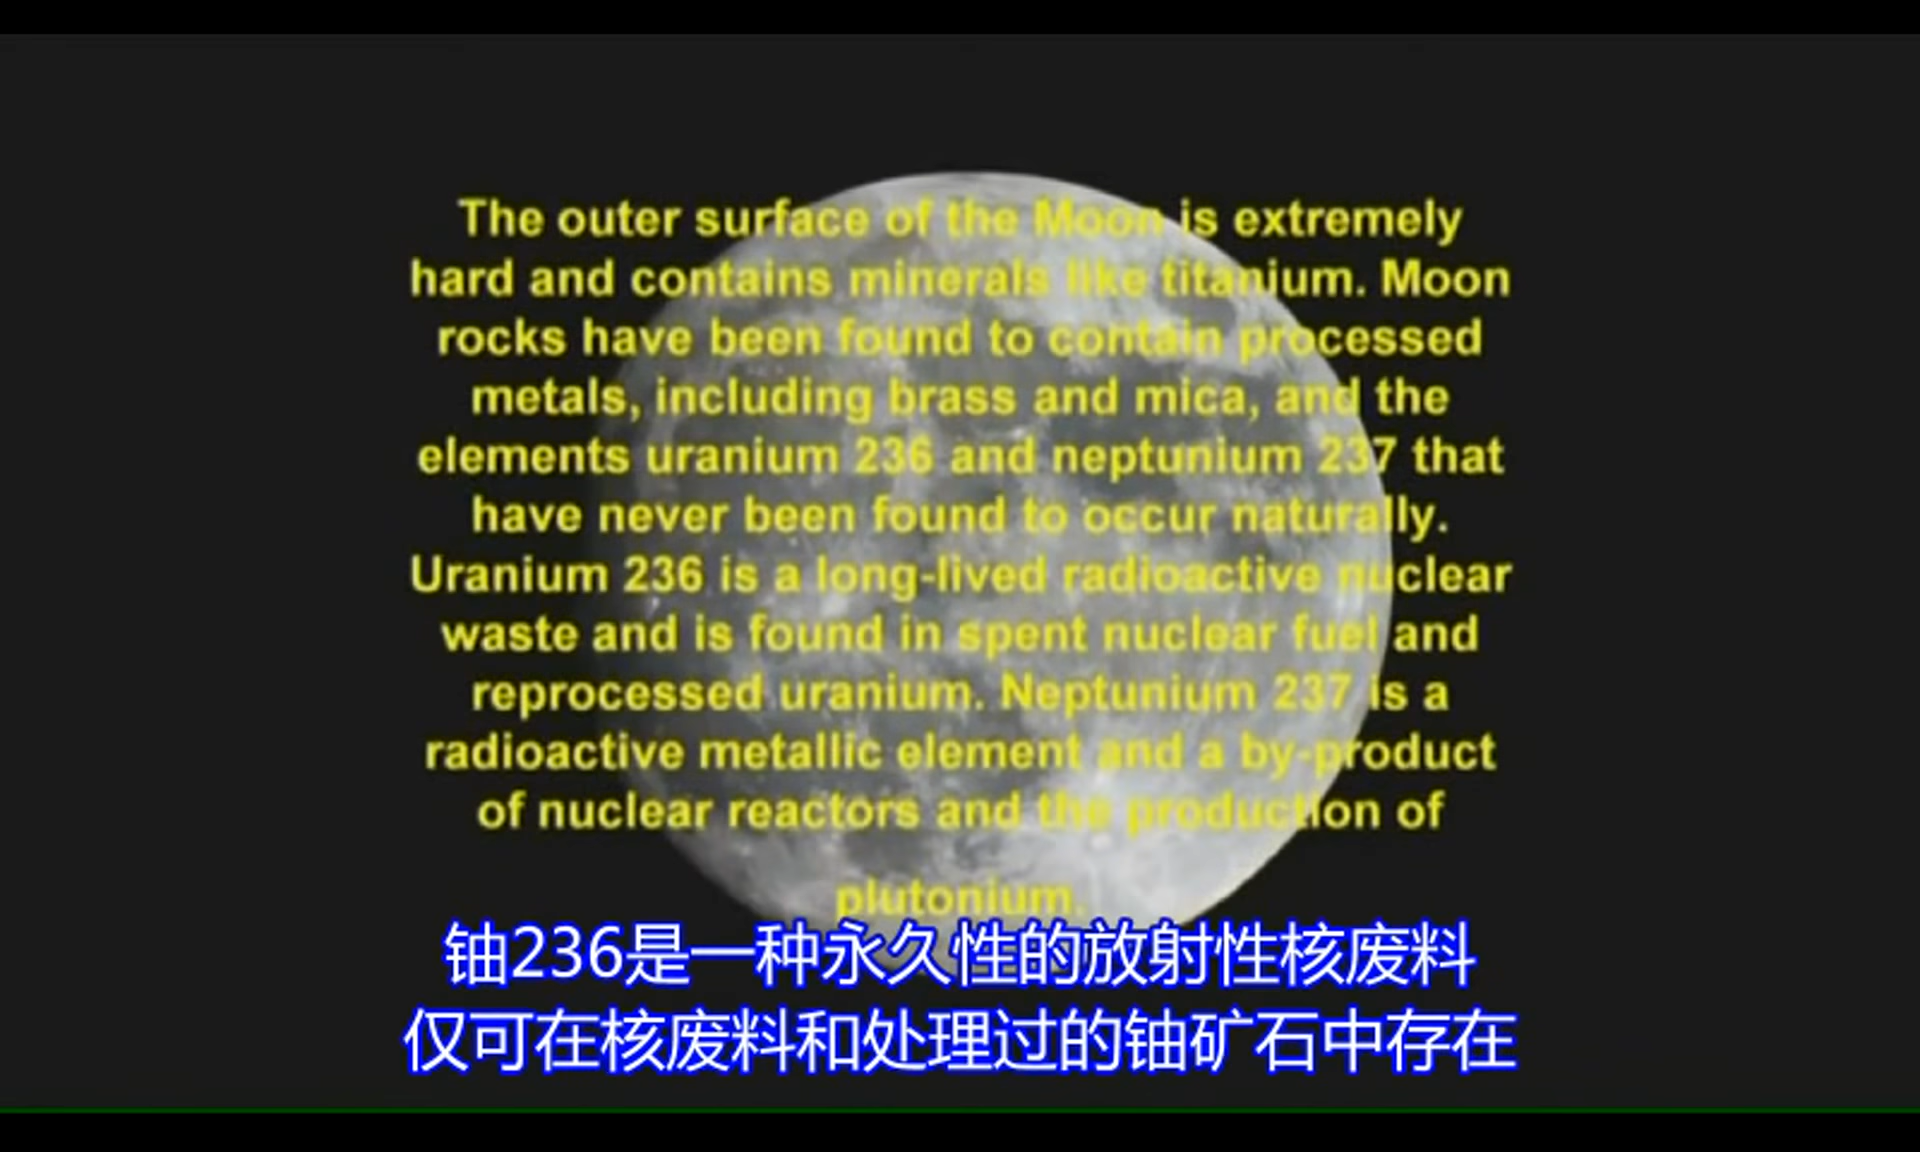 The outer surface of the Moon is extremely
hard and contains minerals like titanium. Moon
rocks have been found to contain processed
metals, including brass and mica, and the
elements uranium 236 and neptunium 237 that
have never been found to occur naturally.
Uranium 236 is a long-lived radioactive nuclear
waste and is found in spent nuclear fuel and
reprocessed uranium. Neptunium 237 is a
radioactive metallic element and a by-product
of nuclear reactors and the production of
plutonium.
铀236是一种永久性的放射性核废料
仅可在核废料和处理过的铀矿石中存在